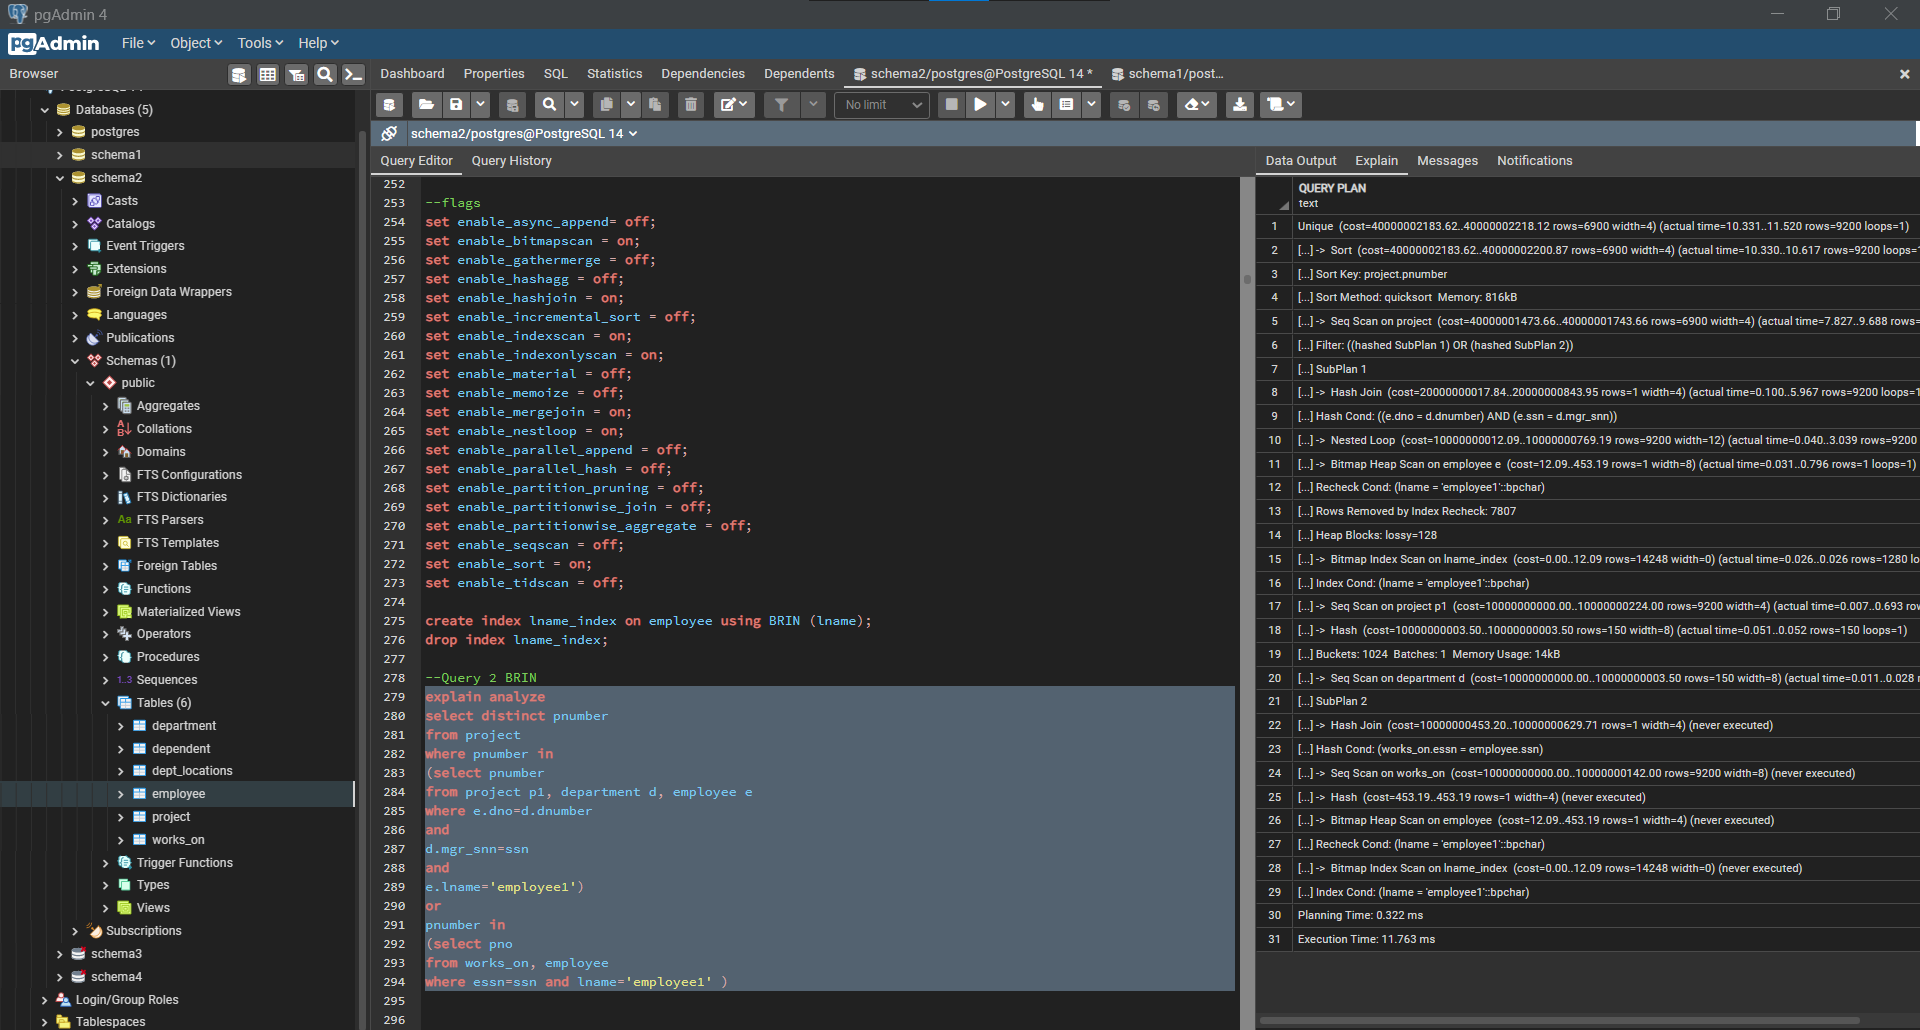 pgAdmin 4
pgAdmin File Object Tools Help
Browser
Dashboard Properties SQL Statistics Dependencies Dependents schema2/postgres@PostgreSQL 14 * schema1/post...
No limit
schema2/postgres@PostgreSQL 14
Databases (5)
postgres
schema1
schema2
Casts
Catalogs
Event Triggers
Extensions
Foreign Data Wrappers
Languages
Publications
Schemas (1)
public
Aggregates
Collations
Domains
FTS Configurations
FTS Dictionaries
Aa FTS Parsers
FTS Templates
Foreign Tables
Functions
Materialized Views
Operators
Procedures
1..3 Sequences
Tables (6)
department
dependent
dept_locations
employee
project
works_on
Trigger Functions
Types
Views
Subscriptions
schema3
schema4
Login/Group Roles
Tablespaces
Query Editor Query History
252
253 --flags
254 set enable_async_append= off;
255 set enable_bitmapscan = on;
256 set enable_gathermerge = off;
257 set enable_hashagg = off;
258 set enable_hashjoin = on;
259 set enable_incremental_sort = off;
260 set enable_indexscan = on;
261 set enable_indexonlyscan = on;
262 set enable_material = off;
263 set enable_memoize = off;
264 set enable_mergejoin = on;
265 set enable_nestloop = on;
266 set enable_parallel_append = off;
267 set enable_parallel_hash = off;
268 set enable_partition_pruning = off;
269 set enable_partitionwise_join = off;
270 set enable_partitionwise_aggregate = off;
271 set enable_seqscan = off;
272 set enable_sort = on;
273 set enable_tidscan = off;
274
275 create index lname_index on employee using BRIN (lname);
276 drop index lname_index;
277
278 --Query 2 BRIN
279 explain analyze
280 select distinct pnumber
281 from project
282 where pnumber in
283 (select pnumber
284 from project p1, department d, employee e
285 where e.dno=d.dnumber
286 and
287 d.mgr_snn=ssn
288 and
289 e.lname='employee1')
290 or
291 pnumber in
292 (select pno
293 from works_on, employee
294 where essn=ssn and lname='employee1' )
295
296
Data Output Explain Messages Notifications
QUERY PLAN
text
1 Unique (cost=40000002183.62..40000002218.12 rows=6900 width=4) (actual time=10.331..11.520 rows=9200 loops=1)
2 [...] -> Sort (cost=40000002183.62..40000002200.87 rows=6900 width=4) (actual time=10.330..10.617 rows=9200 loops=
3 [...] Sort Key: project.pnumber
4 [...] Sort Method: quicksort Memory: 816kB
5 [...] -> Seq Scan on project (cost=40000001473.66..40000001743.66 rows=6900 width=4) (actual time=7.827..9.688 rows=
6 [...] Filter: ((hashed SubPlan 1) OR (hashed SubPlan 2))
7 [...] SubPlan 1
8 [...] -> Hash Join (cost=20000000017.84..20000000843.95 rows=1 width=4) (actual time=0.100..5.967 rows=9200 loops=1
9 [...] Hash Cond: ((e.dno = d.dnumber) AND (e.ssn = d.mgr_snn))
10 [...] -> Nested Loop (cost=10000000012.09..10000000769.19 rows=9200 width=12) (actual time=0.040..3.039 rows=9200
11 [...] -> Bitmap Heap Scan on employee e (cost=12.09..453.19 rows=1 width=8) (actual time=0.031..0.796 rows=1 loops=1)
12 [...] Recheck Cond: (lname = 'employee1'::bpchar)
13 [...] Rows Removed by Index Recheck: 7807
14 [...] Heap Blocks: lossy=128
15 [...] -> Bitmap Index Scan on lname_index (cost=0.00..12.09 rows=14248 width=0) (actual time=0.026..0.026 rows=1280 lo
16 [...] Index Cond: (lname = 'employee1'::bpchar)
17 [...] -> Seq Scan on project p1 (cost=10000000000.00..10000000224.00 rows=9200 width=4) (actual time=0.007..0.693 rov
18 [...] -> Hash (cost=10000000003.50..10000000003.50 rows=150 width=8) (actual time=0.051..0.052 rows=150 loops=1)
19 [...] Buckets: 1024 Batches: 1 Memory Usage: 14kB
20 [...] -> Seq Scan on department d (cost=10000000000.00..10000000003.50 rows=150 width=8) (actual time=0.011..0.028 r
21 [...] SubPlan 2
22 [...] -> Hash Join (cost=10000000453.20..10000000629.71 rows=1 width=4) (never executed)
23 [...] Hash Cond: (works_on.essn = employee.ssn)
24 [...] -> Seq Scan on works_on (cost=10000000000.00..10000000142.00 rows=9200 width=8) (never executed)
25 [...] -> Hash (cost=453.19..453.19 rows=1 width=4) (never executed)
26 [...] -> Bitmap Heap Scan on employee (cost=12.09..453.19 rows=1 width=4) (never executed)
27 [...] Recheck Cond: (lname = 'employee1'::bpchar)
28 [...] -> Bitmap Index Scan on lname_index (cost=0.00..12.09 rows=14248 width=0) (never executed)
29 [...] Index Cond: (lname = 'employee1'::bpchar)
30 Planning Time: 0.322 ms
31 Execution Time: 11.763 ms